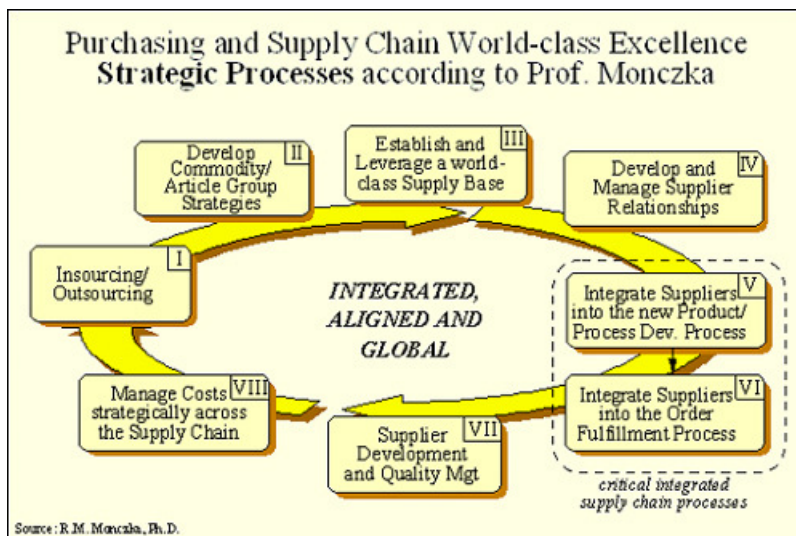 Purchasing and Supply Chain World-class Excellence
Strategic Processes according to Prof. Monczka
I
Insourcing/
Outsourcing
II
Develop
Commodity/
Article Group
Strategies
III
Establish and
Leverage a world-
class Supply Base
IV
Develop and
Manage Supplier
Relationships
V
Integrate Suppliers
into the new Product/
Process Dev. Process
VI
Integrate Suppliers
into the Order
Fulfillment Process
critical integrated
supply chain processes
VII
Supplier
Development
and Quality Mgt
VIII
Manage Costs
strategically across
the Supply Chain
INTEGRATED,
ALIGNED AND
GLOBAL
Source: R.M. Monczka, Ph.D.